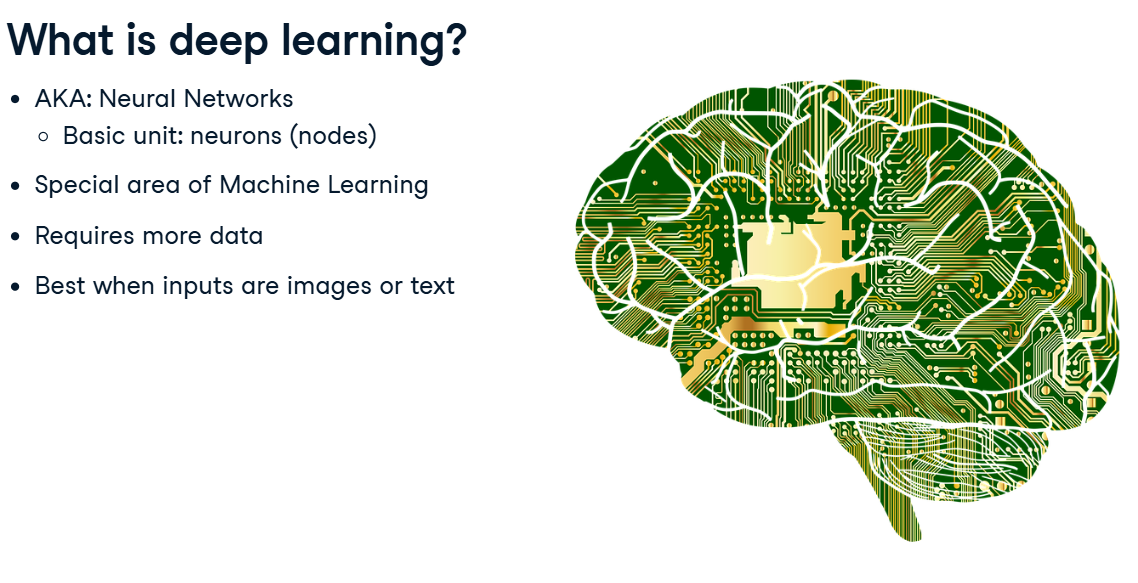 What is deep learning?
• AKA: Neural Networks
○ Basic unit: neurons (nodes)
• Special area of Machine Learning
• Requires more data
• Best when inputs are images or text